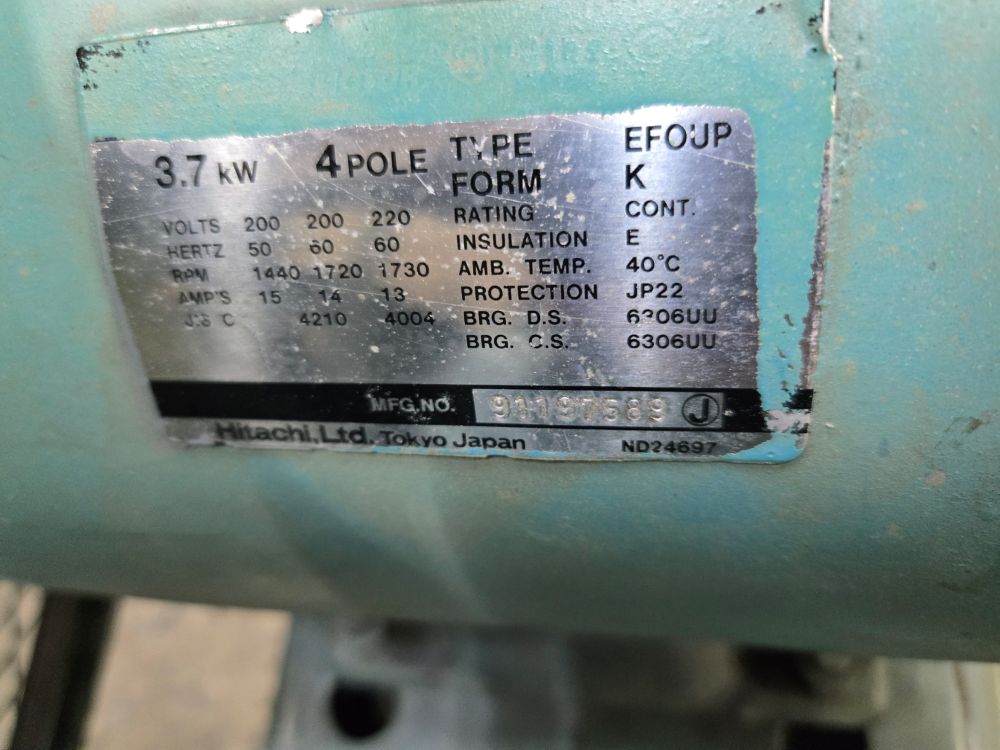 3.7 kW 4 POLE
VOLTS 200 200 220
HERTZ 50 60 60
RPM 1440 1720 1730
AMP'S 15 14 13
4210 4004
TYPE EFOUP
FORM K
RATING CONT.
INSULATION E
AMB. TEMP. 40°C
PROTECTION JP22
BRG. D.S. 6306UU
BRG. O.S. 6306UU
MFG.NO. 91197589 J
Hitachi, Ltd. Tokyo Japan ND24697